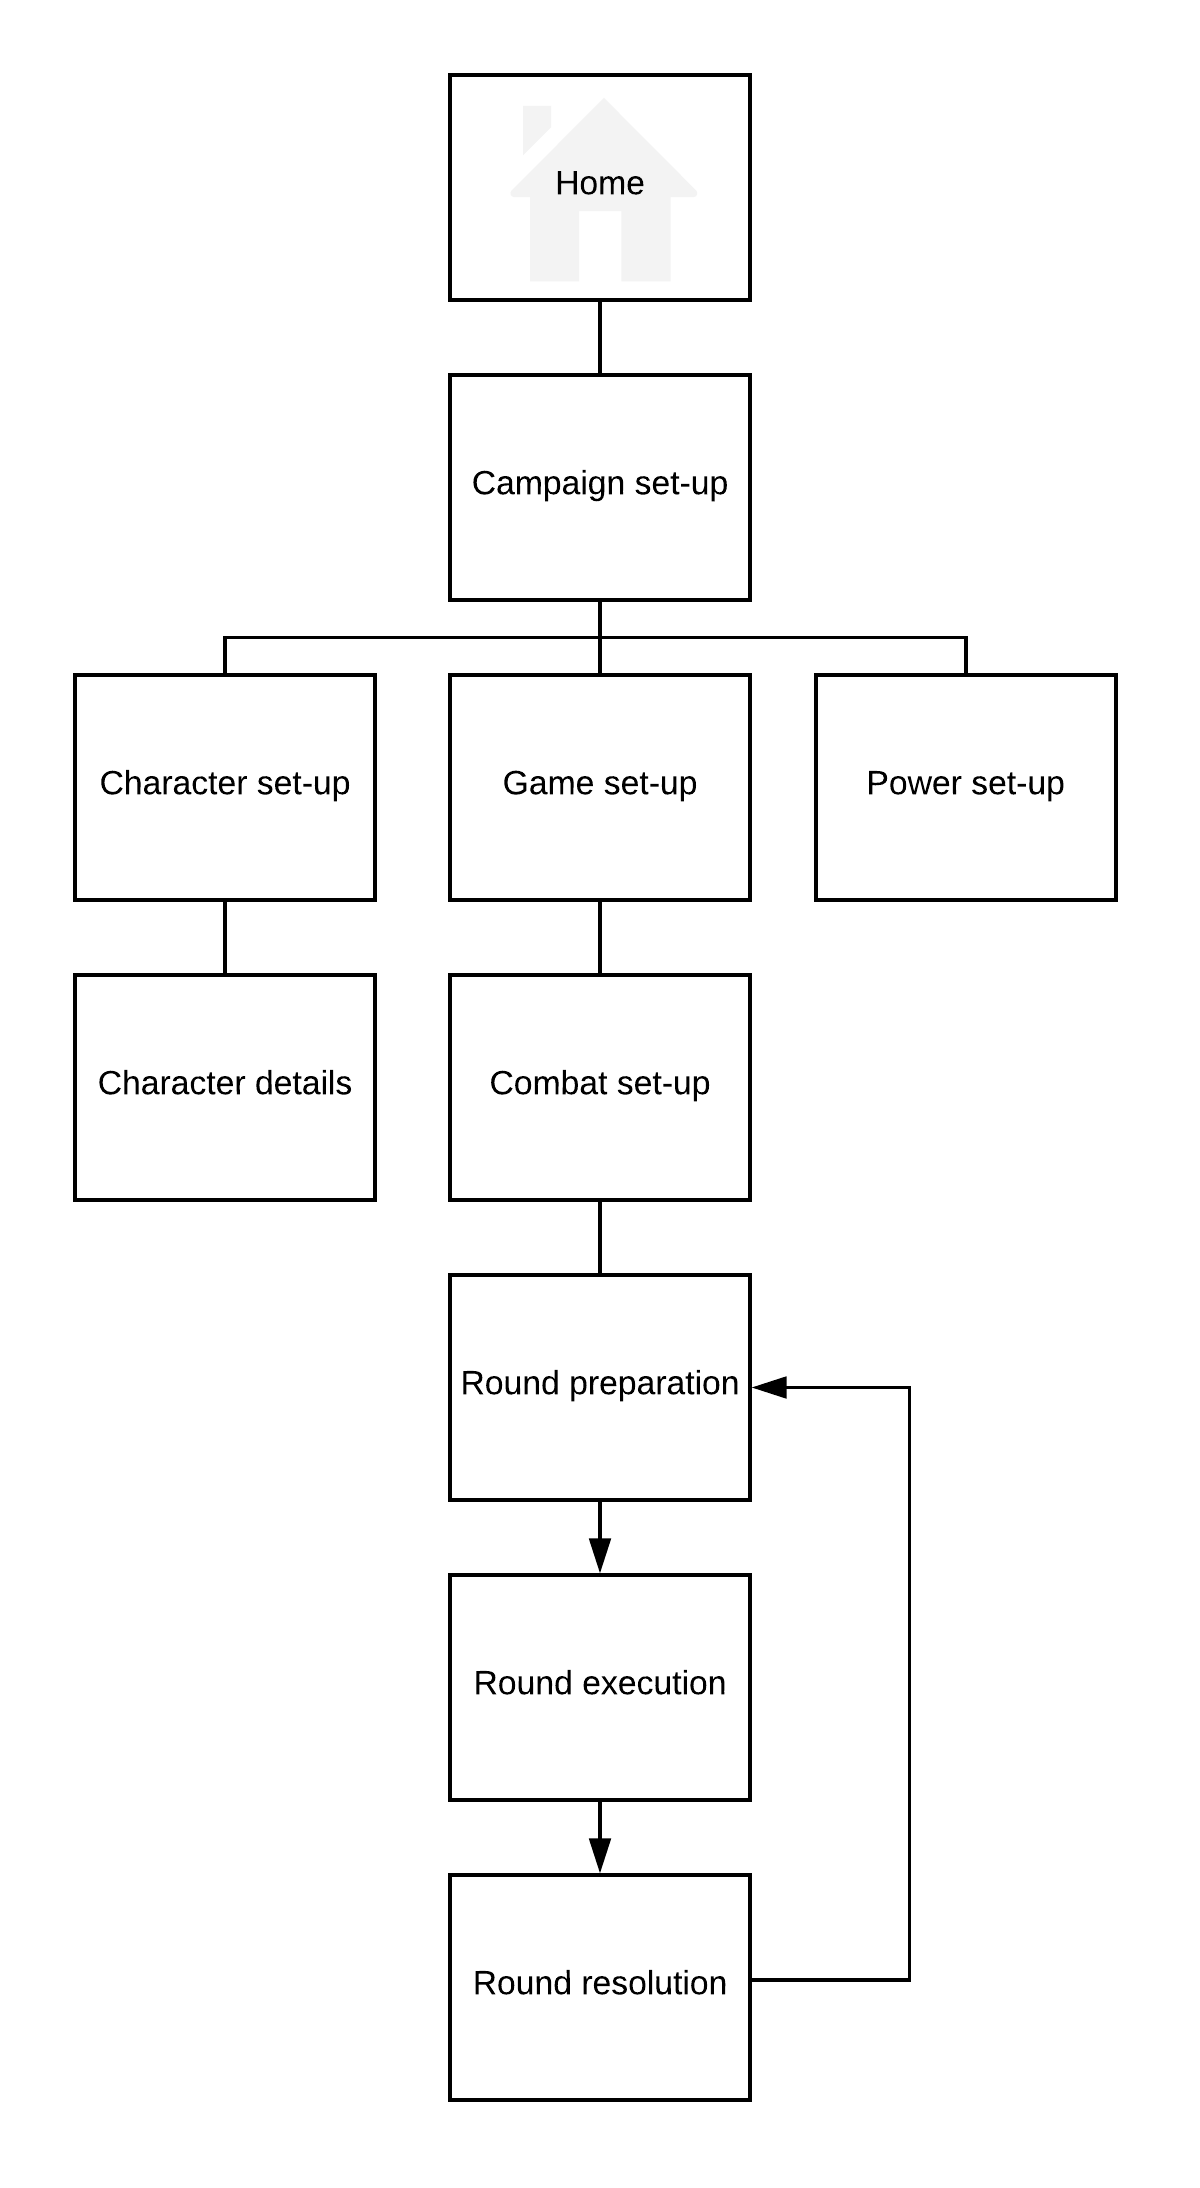 Home
Campaign set-up
Character set-up
Game set-up
Power set-up
Character details
Combat set-up
Round preparation
Round execution
Round resolution